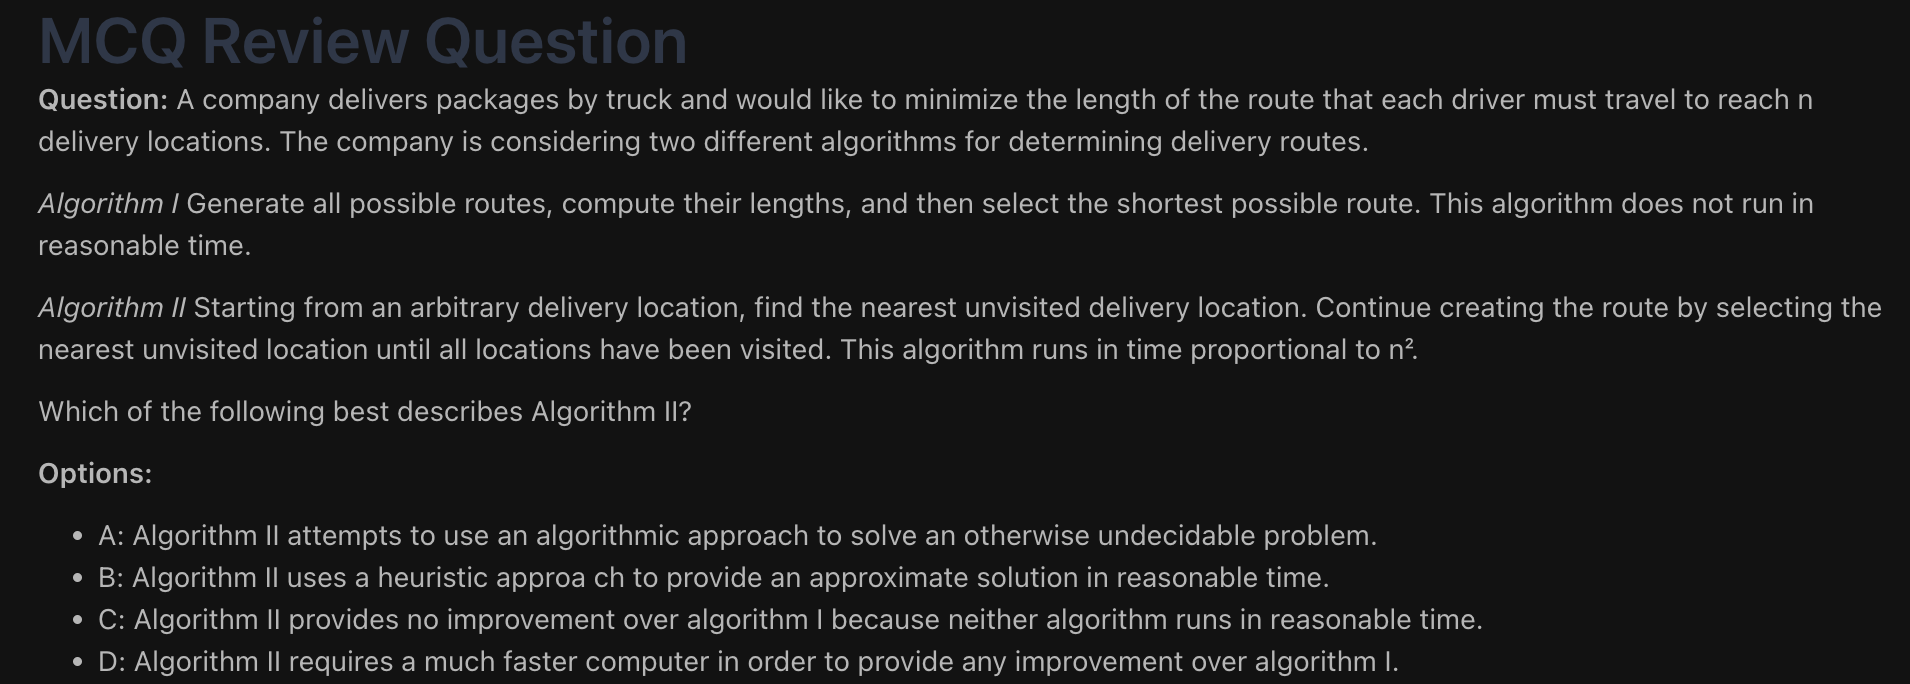 MCQ Review Question
Question: A company delivers packages by truck and would like to minimize the length of the route that each driver must travel to reach n
delivery locations. The company is considering two different algorithms for determining delivery routes.
Algorithm I Generate all possible routes, compute their lengths, and then select the shortest possible route. This algorithm does not run in
reasonable time.
Algorithm II Starting from an arbitrary delivery location, find the nearest unvisited delivery location. Continue creating the route by selecting the
nearest unvisited location until all locations have been visited. This algorithm runs in time proportional to n².
Which of the following best describes Algorithm II?
Options:
• A: Algorithm II attempts to use an algorithmic approach to solve an otherwise undecidable problem.
• B: Algorithm II uses a heuristic approa ch to provide an approximate solution in reasonable time.
• C: Algorithm II provides no improvement over algorithm I because neither algorithm runs in reasonable time.
• D: Algorithm II requires a much faster computer in order to provide any improvement over algorithm I.